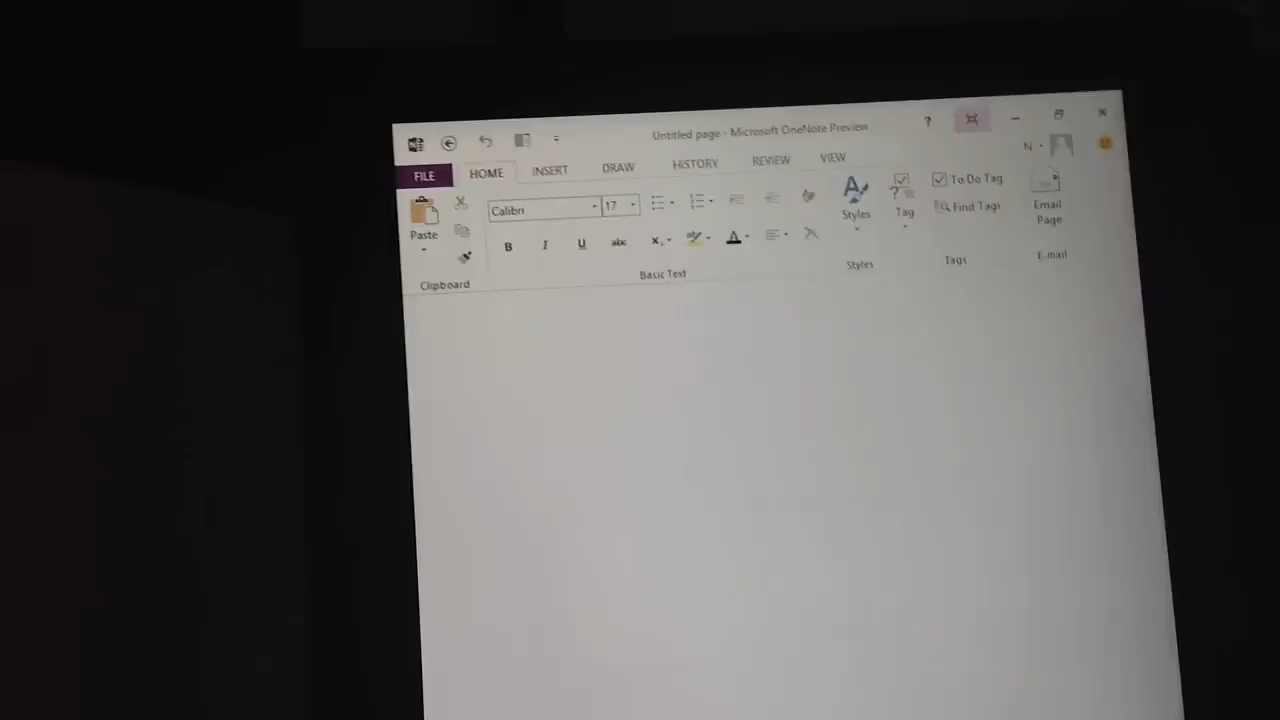 Untitled page - Microsoft OneNote Preview
?
FILE HOME INSERT DRAW HISTORY REVIEW VIEW
N
Calibri 17
Paste
B I U abc
Clipboard
Basic Text
Styles
Styles
Tag
To Do Tag
Find Tags
Tags
Email
Page
E-mail